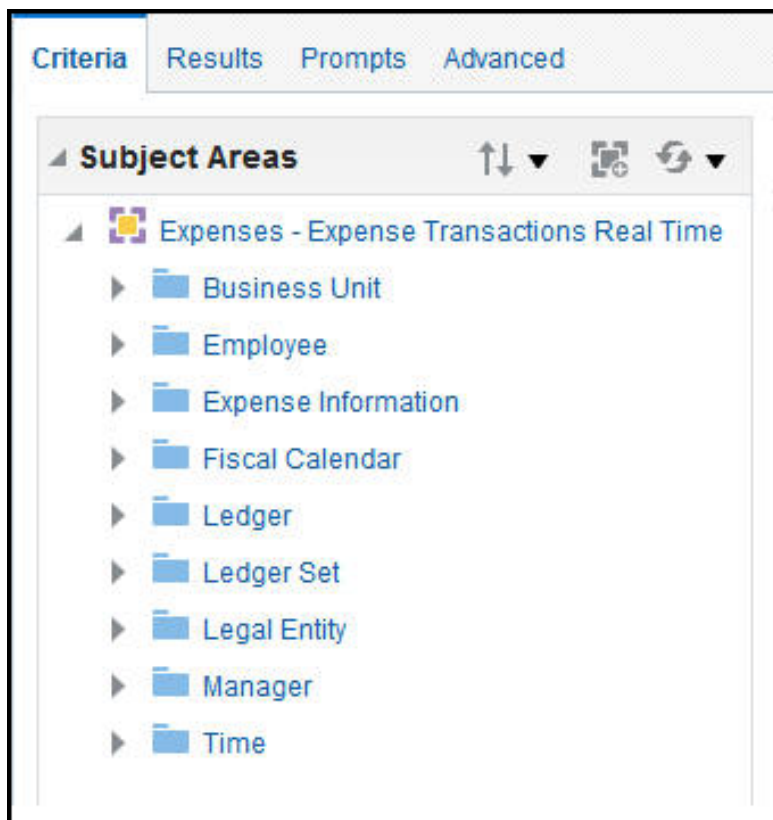 Criteria Results Prompts Advanced
Subject Areas
Expenses - Expense Transactions Real Time
Business Unit
Employee
Expense Information
Fiscal Calendar
Ledger
Ledger Set
Legal Entity
Manager
Time